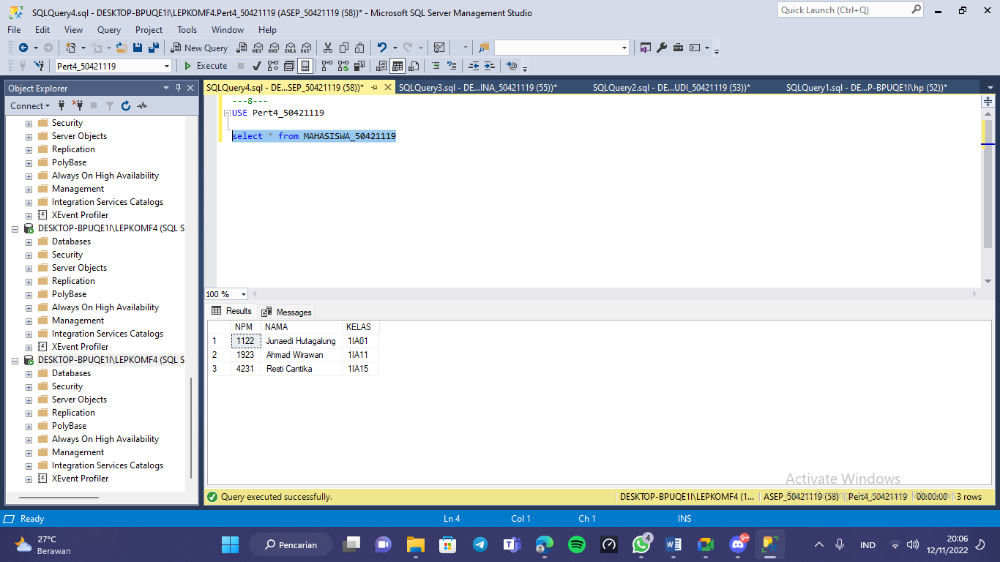 SQLQuery4.sql - DESKTOP-BPUQE1I\LEPKOMF4.Pert4_50421119 (ASEP_50421119 (58))* - Microsoft SQL Server Management Studio
Quick Launch (Ctrl+Q)
File Edit View Query Project Tools Window Help
New Query MDX DMX XMLA DAX
Pert4_50421119 Execute
Object Explorer
Connect
Security
Server Objects
Replication
PolyBase
Always On High Availability
Management
Integration Services Catalogs
XEvent Profiler
DESKTOP-BPUQE1I\LEPKOMF4 (SQL S
Databases
Security
Server Objects
Replication
PolyBase
Always On High Availability
Management
Integration Services Catalogs
XEvent Profiler
DESKTOP-BPUQE1I\LEPKOMF4 (SQL S
Databases
Security
Server Objects
Replication
PolyBase
Always On High Availability
Management
Integration Services Catalogs
XEvent Profiler
SQLQuery4.sql - DE...SEP_50421119 (58))* SQLQuery3.sql - DE...INA_50421119 (55))* SQLQuery2.sql - DE...UDI_50421119 (53))* SQLQuery1.sql - DE...P-BPUQE1I\hp (52))*
---8---
USE Pert4_50421119
select * from MAHASISWA_50421119
100 %
Results Messages
NPM NAMA KELAS
1 1122 Junaedi Hutagalung 1IA01
2 1923 Ahmad Wirawan 1IA11
3 4231 Resti Cantika 1IA15
Activate Windows
Query executed successfully. DESKTOP-BPUQE1I\LEPKOMF4 (1... ASEP_50421119 (58) Pert4_50421119 00:00:00 3 rows
Ready Ln 4 Col 1 Ch 1 INS
27°C
Berawan
Pencarian
4
9+
IND
20:06
12/11/2022